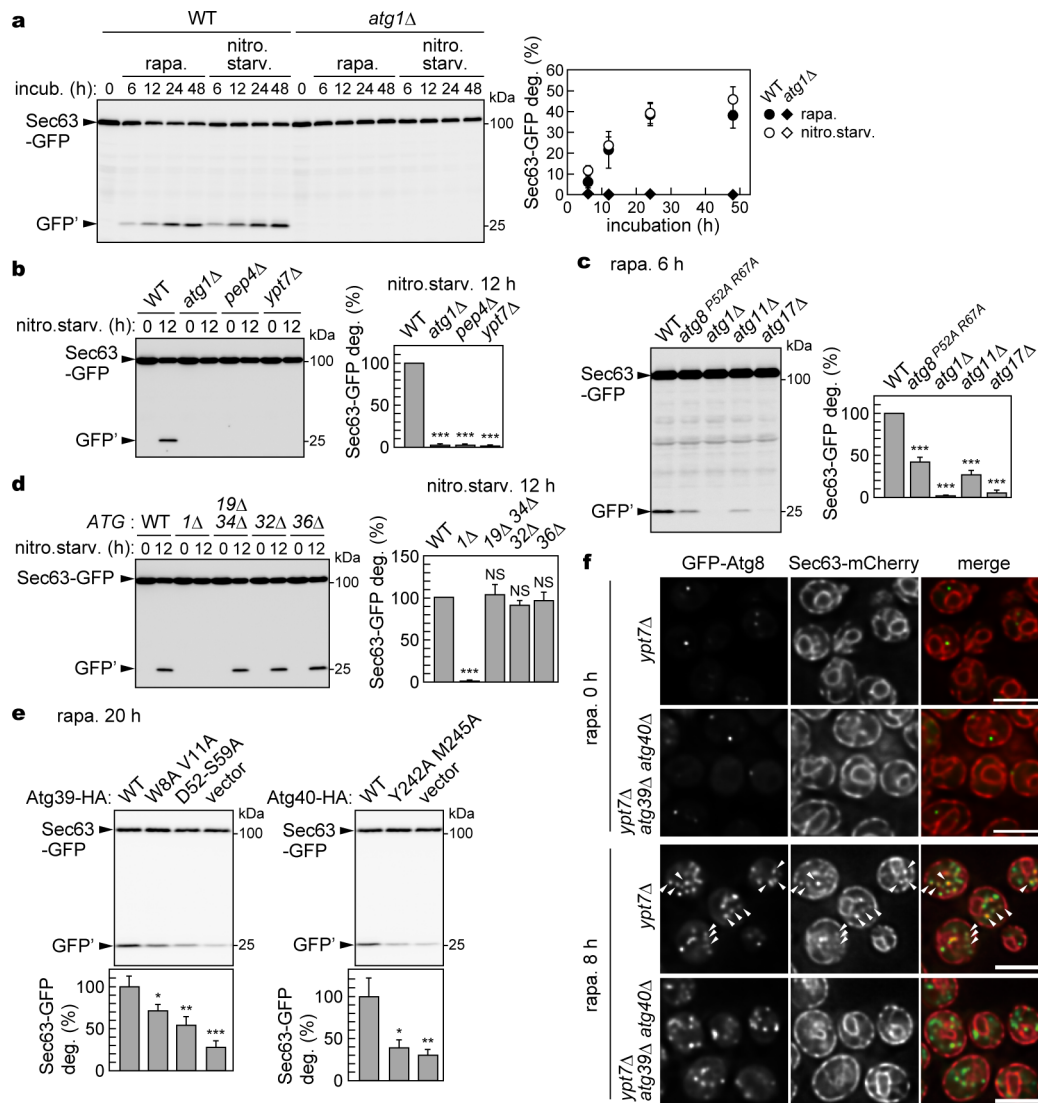 a
WT
atg1Δ
rapa.
nitro. starv.
rapa.
nitro. starv.
incub. (h):
0 6 12 24 48 6 12 24 48 0 6 12 24 48 6 12 24 48
kDa
Sec63 -GFP
100
GFP'
25
Sec63-GFP deg. (%)
60
50
40
30
20
10
0
0 10 20 30 40 50
incubation (h)
WT
atg1Δ
rapa.
nitro.starv.
b
WT
atg1Δ
pep4Δ
ypt7Δ
nitro.starv. (h):
0 12 0 12 0 12 0 12
kDa
Sec63 -GFP
100
GFP'
25
nitro.starv. 12 h
WT
atg1Δ
pep4Δ
ypt7Δ
Sec63-GFP deg. (%)
100
50
0
*** *** ***
c
rapa. 6 h
WT
atg8 P52A R67A
atg1Δ
atg11Δ
atg17Δ
kDa
Sec63 -GFP
100
GFP'
25
WT
atg8 P52A R67A
atg1Δ
atg11Δ
atg17Δ
Sec63-GFP deg. (%)
100
50
0
*** *** *** ***
d
ATG : WT 1Δ 19Δ 34Δ 32Δ 36Δ
nitro.starv. (h):
0 12 0 12 0 12 0 12 0 12
kDa
Sec63-GFP
100
GFP'
25
nitro.starv. 12 h
WT
1Δ
19Δ 34Δ
32Δ
36Δ
Sec63-GFP deg. (%)
150
100
50
0
*** NS NS NS
e
rapa. 20 h
Atg39-HA:
WT
W8A V11A
D52-S59A
vector
kDa
Sec63 -GFP
100
GFP'
25
Sec63-GFP deg. (%)
100
50
0
* ** ***
Atg40-HA:
WT
Y242A M245A
vector
kDa
Sec63 -GFP
100
GFP'
25
Sec63-GFP deg. (%)
100
50
0
* **
f
GFP-Atg8
Sec63-mCherry
merge
rapa. 0 h
ypt7Δ
ypt7Δ atg39Δ atg40Δ
rapa. 8 h
ypt7Δ
ypt7Δ atg39Δ atg40Δ